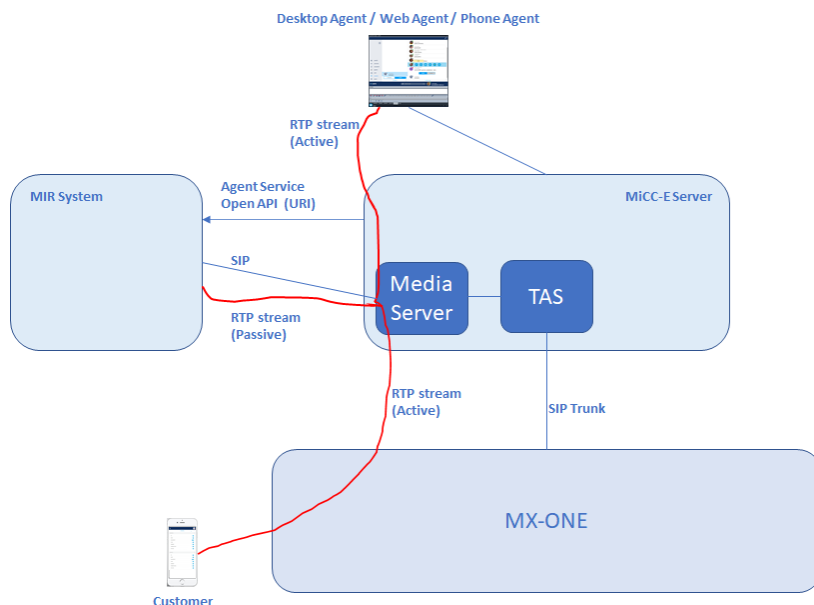 Desktop Agent / Web Agent / Phone Agent
RTP stream
(Active)
MIR System
Agent Service
Open API (URI)
MiCC-E Server
SIP
Media
Server
TAS
RTP stream
(Passive)
RTP stream
(Active)
SIP Trunk
MX-ONE
Customer